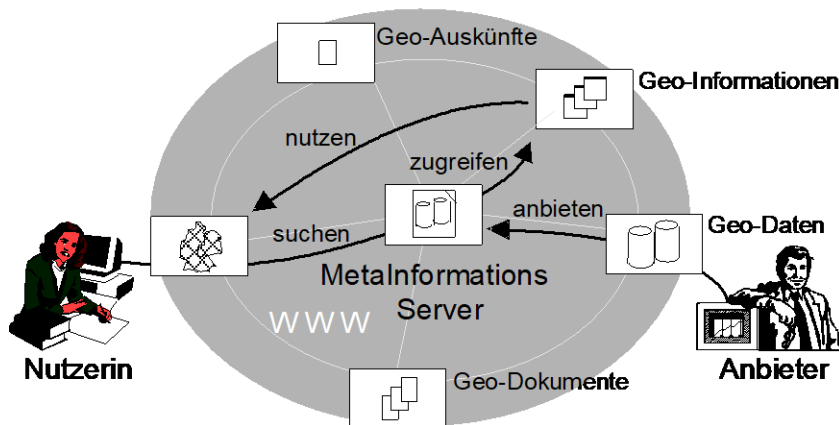 Geo-Auskünfte
Geo-Informationen
nutzen
zugreifen
anbieten
suchen
Geo-Daten
MetaInformations
Server
WWW
Nutzerin
Geo-Dokumente
Anbieter